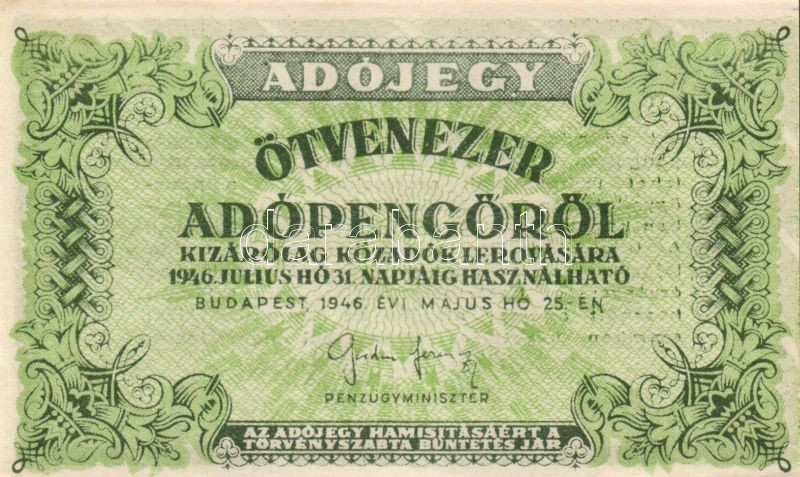 ADÓJEGY
ÖTVENEZER
ADÓPENGŐRŐL
KIZÁRÓLAG KÖZADÓK LEROVÁSÁRA
1946. JULIUS HÓ 31. NAPJÁIG HASZNÁLHATÓ
BUDAPEST, 1946. ÉVI MÁJUS HÓ 25-ÉN
darabanth
PÉNZÜGYMINISZTER
AZ ADÓJEGY HAMISITÁSÁÉRT A
TÖRVÉNYSZABTA BÜNTETÉS JÁR